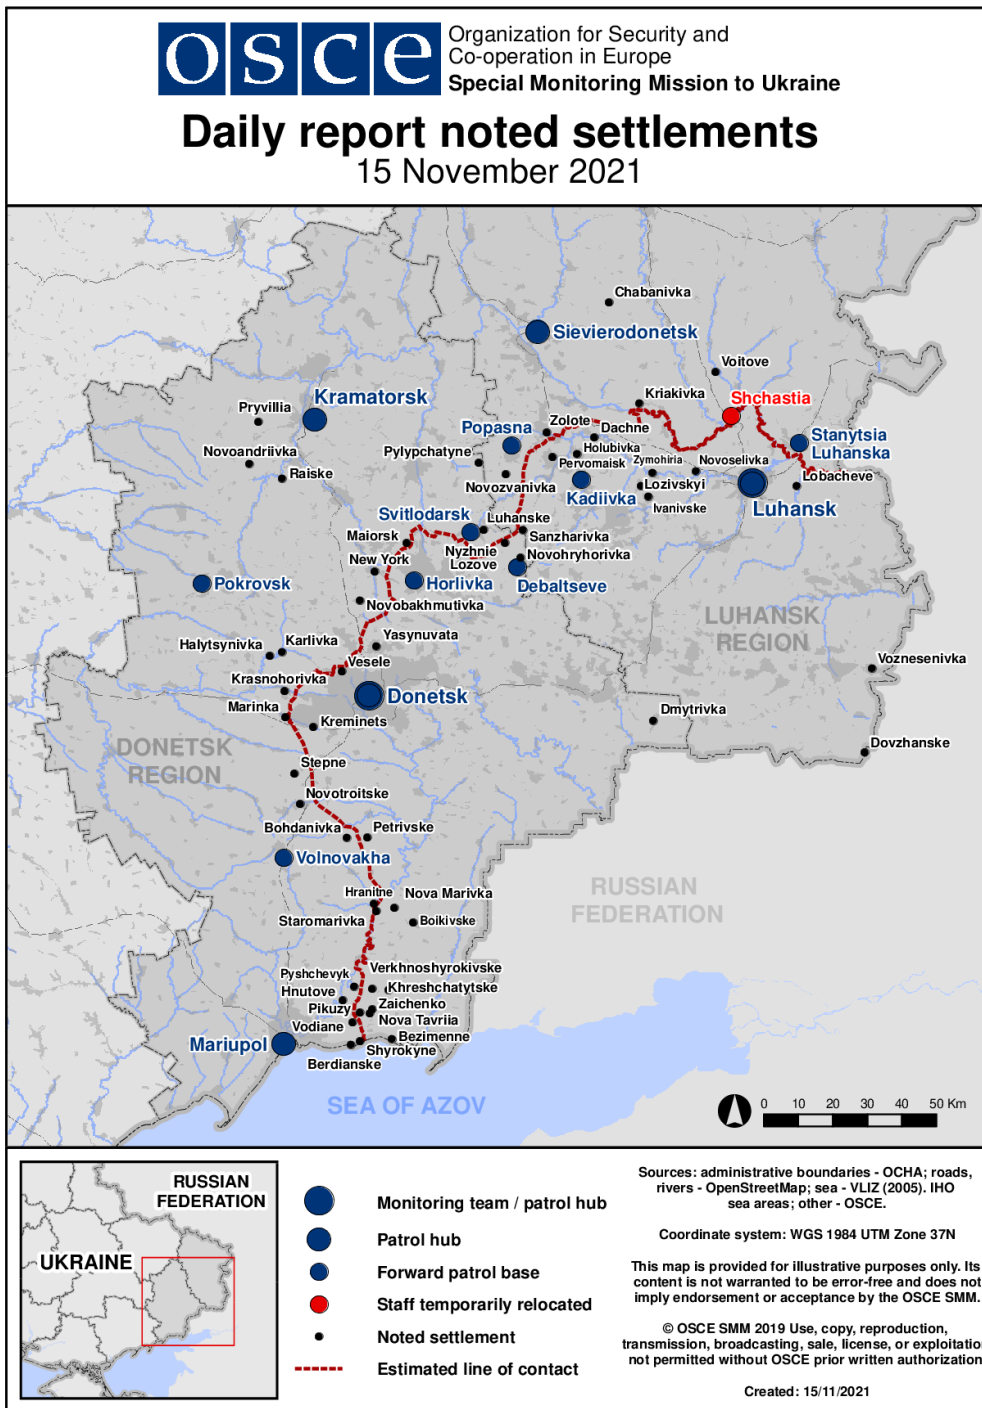 osce
Organization for Security and
Co-operation in Europe
Special Monitoring Mission to Ukraine
Daily report noted settlements
15 November 2021
Chabanivka
Sievierodonetsk
Voitove
Kriakivka
Shchastia
Kramatorsk
Pryvillia
Popasna
Zolote
Dachne
Stanytsia
Luhanska
Novoandriivka
Pylypchatyne
Holubivka
Pervomaisk
Zymohiria
Novoselivka
Raiske
Novozvanivka
Kadiivka
Lozivskyi
Lobacheve
Ivanivske
Luhansk
Svitlodarsk
Luhanske
Maiorsk
Sanzharivka
Nyzhnie
Lozove
Novohryhorivka
New York
Pokrovsk
Horlivka
Debaltseve
Novobakhmutivka
LUHANSK
REGION
Yasynuvata
Halytsynivka
Karlivka
Vesele
Voznesenivka
Krasnohorivka
Donetsk
Marinka
Kreminets
Dmytrivka
DONETSK
REGION
Dovzhanske
Stepne
Novotroitske
Bohdanivka
Petrivske
Volnovakha
Hranitne
Nova Marivka
RUSSIAN
FEDERATION
Staromarivka
Boikivske
Verkhnoshyrokivske
Pyshchevyk
Khreshchatytske
Hnutove
Zaichenko
Pikuzy
Nova Tavriia
Vodiane
Bezimenne
Mariupol
Shyrokyne
Berdianske
SEA OF AZOV
0 10 20 30 40 50 Km
RUSSIAN
FEDERATION
UKRAINE
Monitoring team / patrol hub
Patrol hub
Forward patrol base
Staff temporarily relocated
Noted settlement
Estimated line of contact
Sources: administrative boundaries - OCHA; roads,
rivers - OpenStreetMap; sea - VLIZ (2005). IHO
sea areas; other - OSCE.
Coordinate system: WGS 1984 UTM Zone 37N
This map is provided for illustrative purposes only. Its
content is not warranted to be error-free and does not
imply endorsement or acceptance by the OSCE SMM.
© OSCE SMM 2019 Use, copy, reproduction,
transmission, broadcasting, sale, license, or exploitation
not permitted without OSCE prior written authorization
Created: 15/11/2021